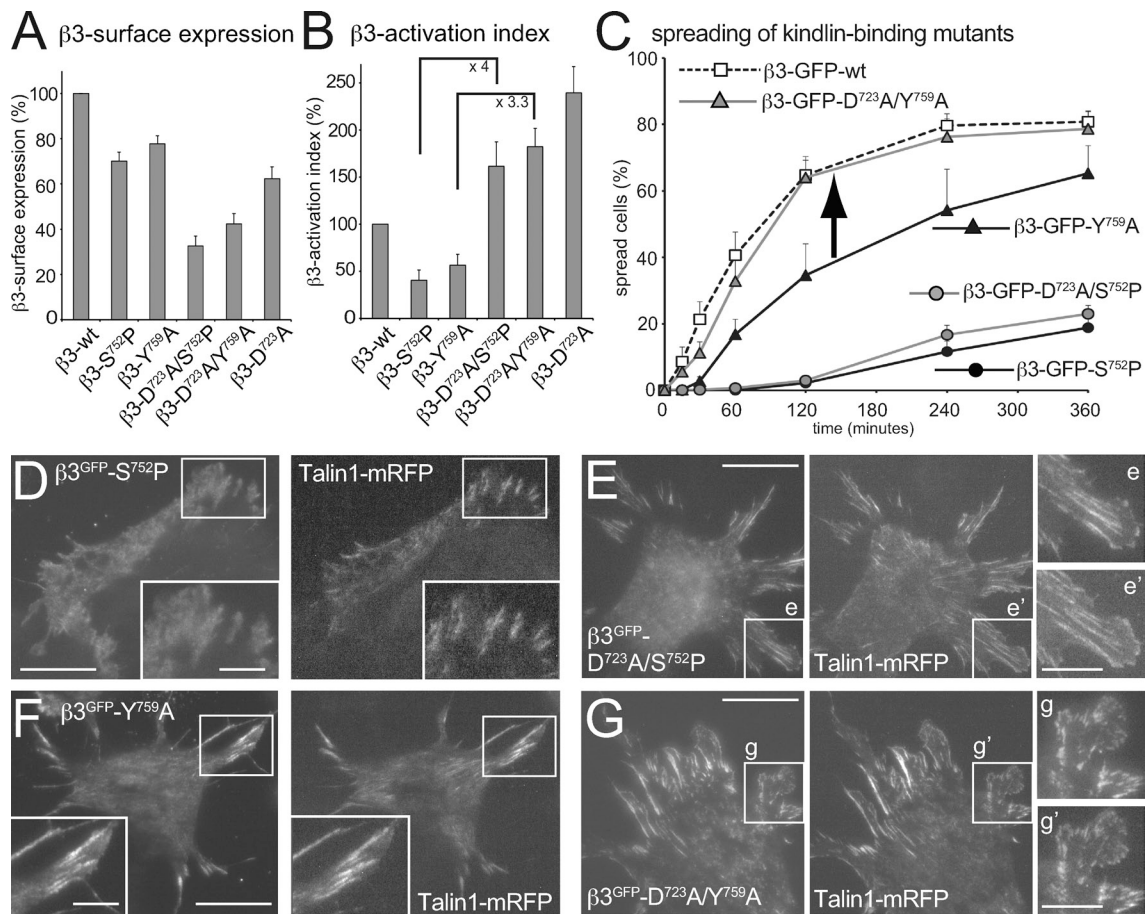 A β3-surface expression
β3-surface expression (%)
100
80
60
40
20
0
β3-wt
β3-S⁷⁵²P
β3-Y⁷⁵⁹A
β3-D⁷²³A/S⁷⁵²P
β3-D⁷²³A/Y⁷⁵⁹A
β3-D⁷²³A
B β3-activation index
β3-activation index (%)
250
200
150
100
50
0
x 4
x 3.3
β3-wt
β3-S⁷⁵²P
β3-Y⁷⁵⁹A
β3-D⁷²³A/S⁷⁵²P
β3-D⁷²³A/Y⁷⁵⁹A
β3-D⁷²³A
C spreading of kindlin-binding mutants
spread cells (%)
100
80
60
40
20
0
β3-GFP-wt
β3-GFP-D⁷²³A/Y⁷⁵⁹A
β3-GFP-Y⁷⁵⁹A
β3-GFP-D⁷²³A/S⁷⁵²P
β3-GFP-S⁷⁵²P
0 60 120 240 300 360
time (minutes)
D β3ᴳᶠᴾ-S⁷⁵²P
Talin1-mRFP
E
e
e'
e
e'
β3ᴳᶠᴾ-
D⁷²³A/S⁷⁵²P
Talin1-mRFP
F β3ᴳᶠᴾ-Y⁷⁵⁹A
Talin1-mRFP
G
g
g'
g
g'
β3ᴳᶠᴾ-D⁷²³A/Y⁷⁵⁹A
Talin1-mRFP